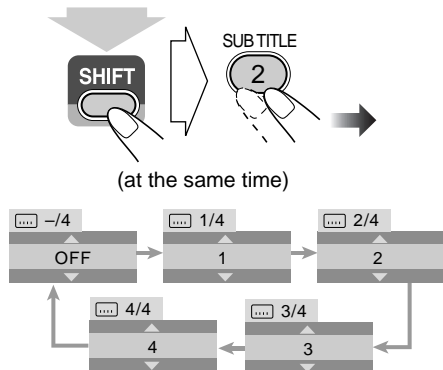 SUB TITLE
SHIFT
2
(at the same time)
–/4
1/4
2/4
OFF
1
2
4/4
3/4
4
3